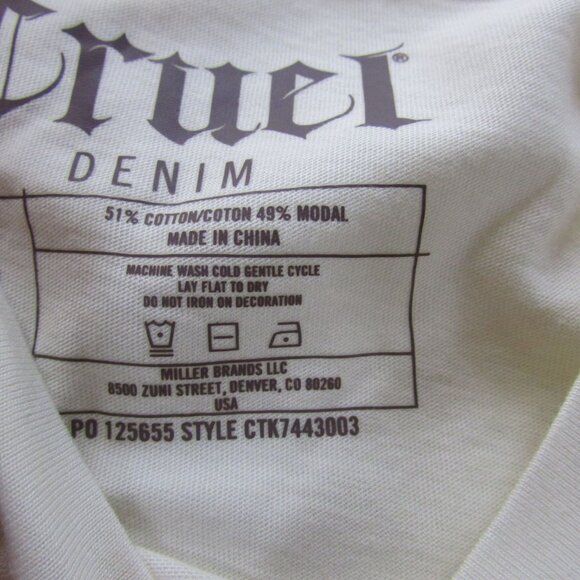 Cruel®
DENIM
51% COTTON/COTON 49% MODAL
MADE IN CHINA
MACHINE WASH COLD GENTLE CYCLE
LAY FLAT TO DRY
DO NOT IRON ON DECORATION
MILLER BRANDS LLC
8500 ZUNI STREET, DENVER, CO 80260
USA
PO 125655 STYLE CTK7443003